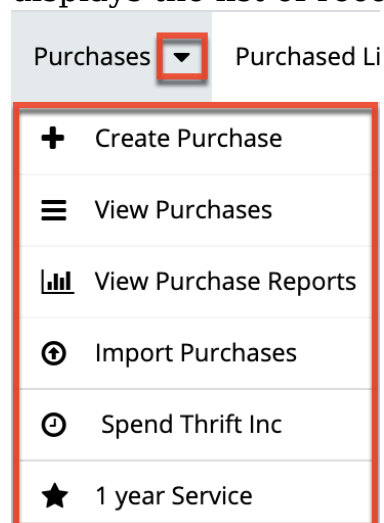 Purchases Purchased Li
Create Purchase
View Purchases
View Purchase Reports
Import Purchases
Spend Thrift Inc
1 year Service